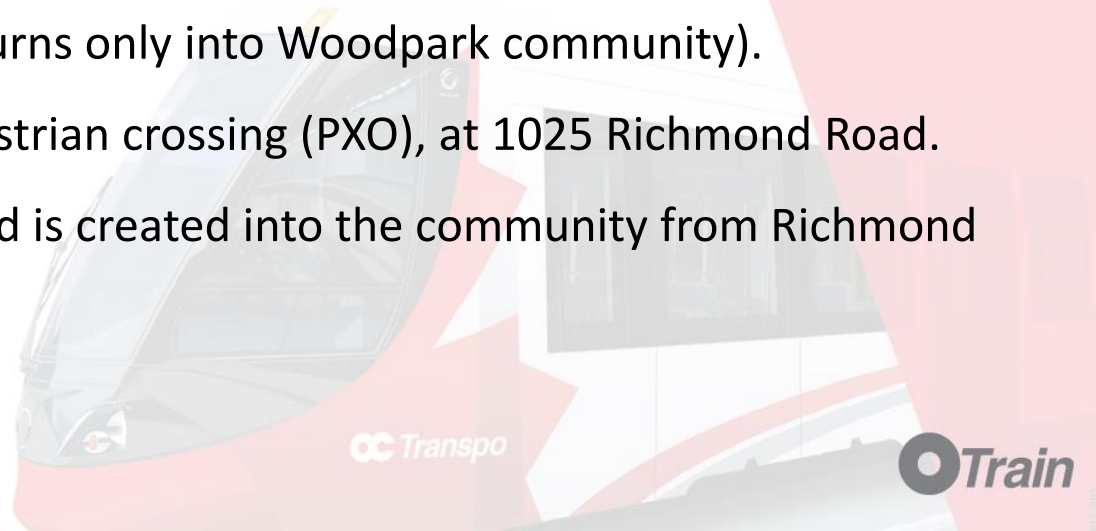 urns only into Woodpark community).
strian crossing (PXO), at 1025 Richmond Road.
d is created into the community from Richmond
OC Transpo
OTrain